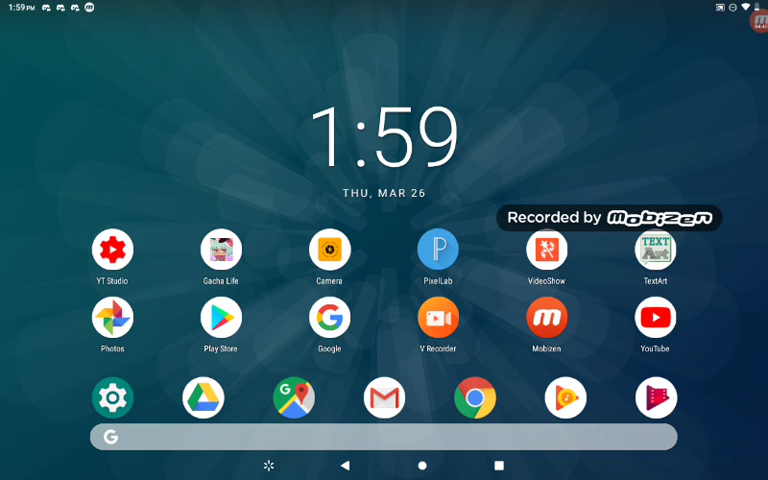 1:59 PM
1:59
THU, MAR 26
Recorded by mobizen
YT Studio
Gacha Life
Camera
PixelLab
VideoShow
TEXT Art
TextArt
Photos
Play Store
Google
V Recorder
Mobizen
YouTube